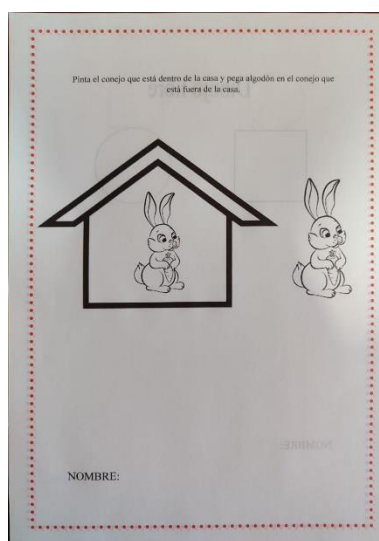 Pinta el conejo que está dentro de la casa y pega algodón en el conejo que
está fuera de la casa.
NOMBRE:
NOMBRE: